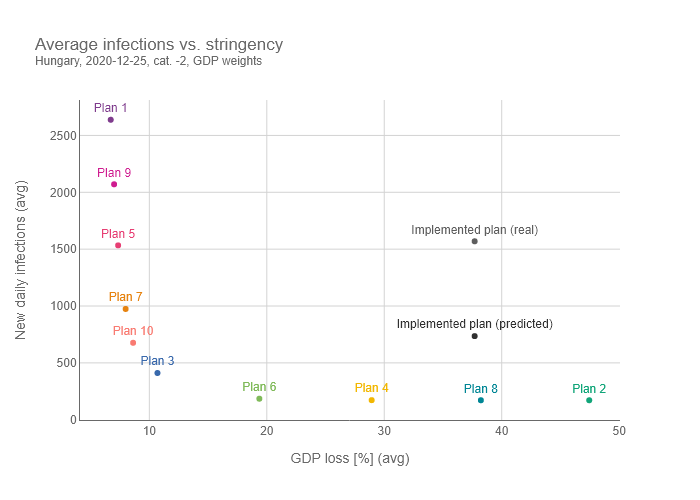 Average infections vs. stringency
Hungary, 2020-12-25, cat. -2, GDP weights
Plan 1
2500
Plan 9
2000
Plan 5
Implemented plan (real)
1500
Plan 7
1000
Implemented plan (predicted)
Plan 10
Plan 3
500
Plan 6
Plan 4
Plan 8
Plan 2
0
10
20
30
40
50
New daily infections (avg)
GDP loss [%] (avg)